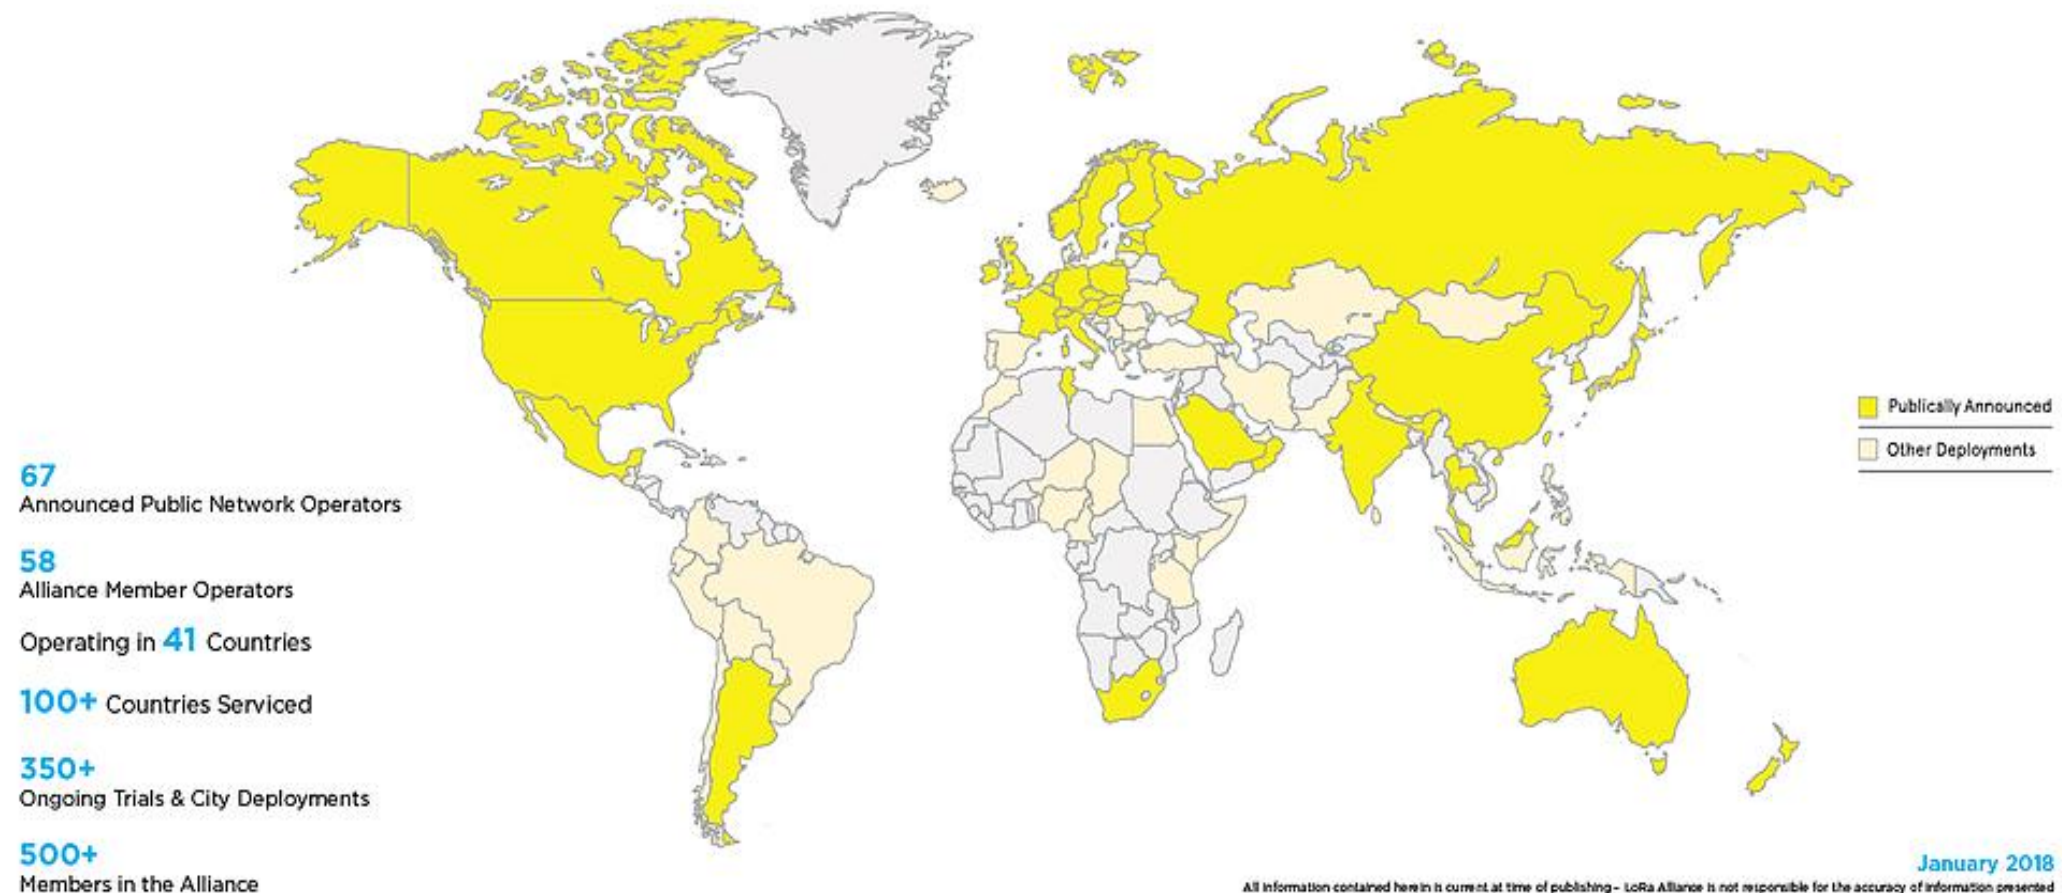 67
Announced Public Network Operators
58
Alliance Member Operators
Operating in 41 Countries
100+ Countries Serviced
350+
Ongoing Trials & City Deployments
500+
Members in the Alliance
Publically Announced
Other Deployments
January 2018
All information contained herein is current at time of publishing – LoRa Alliance is not responsible for the accuracy of information presented